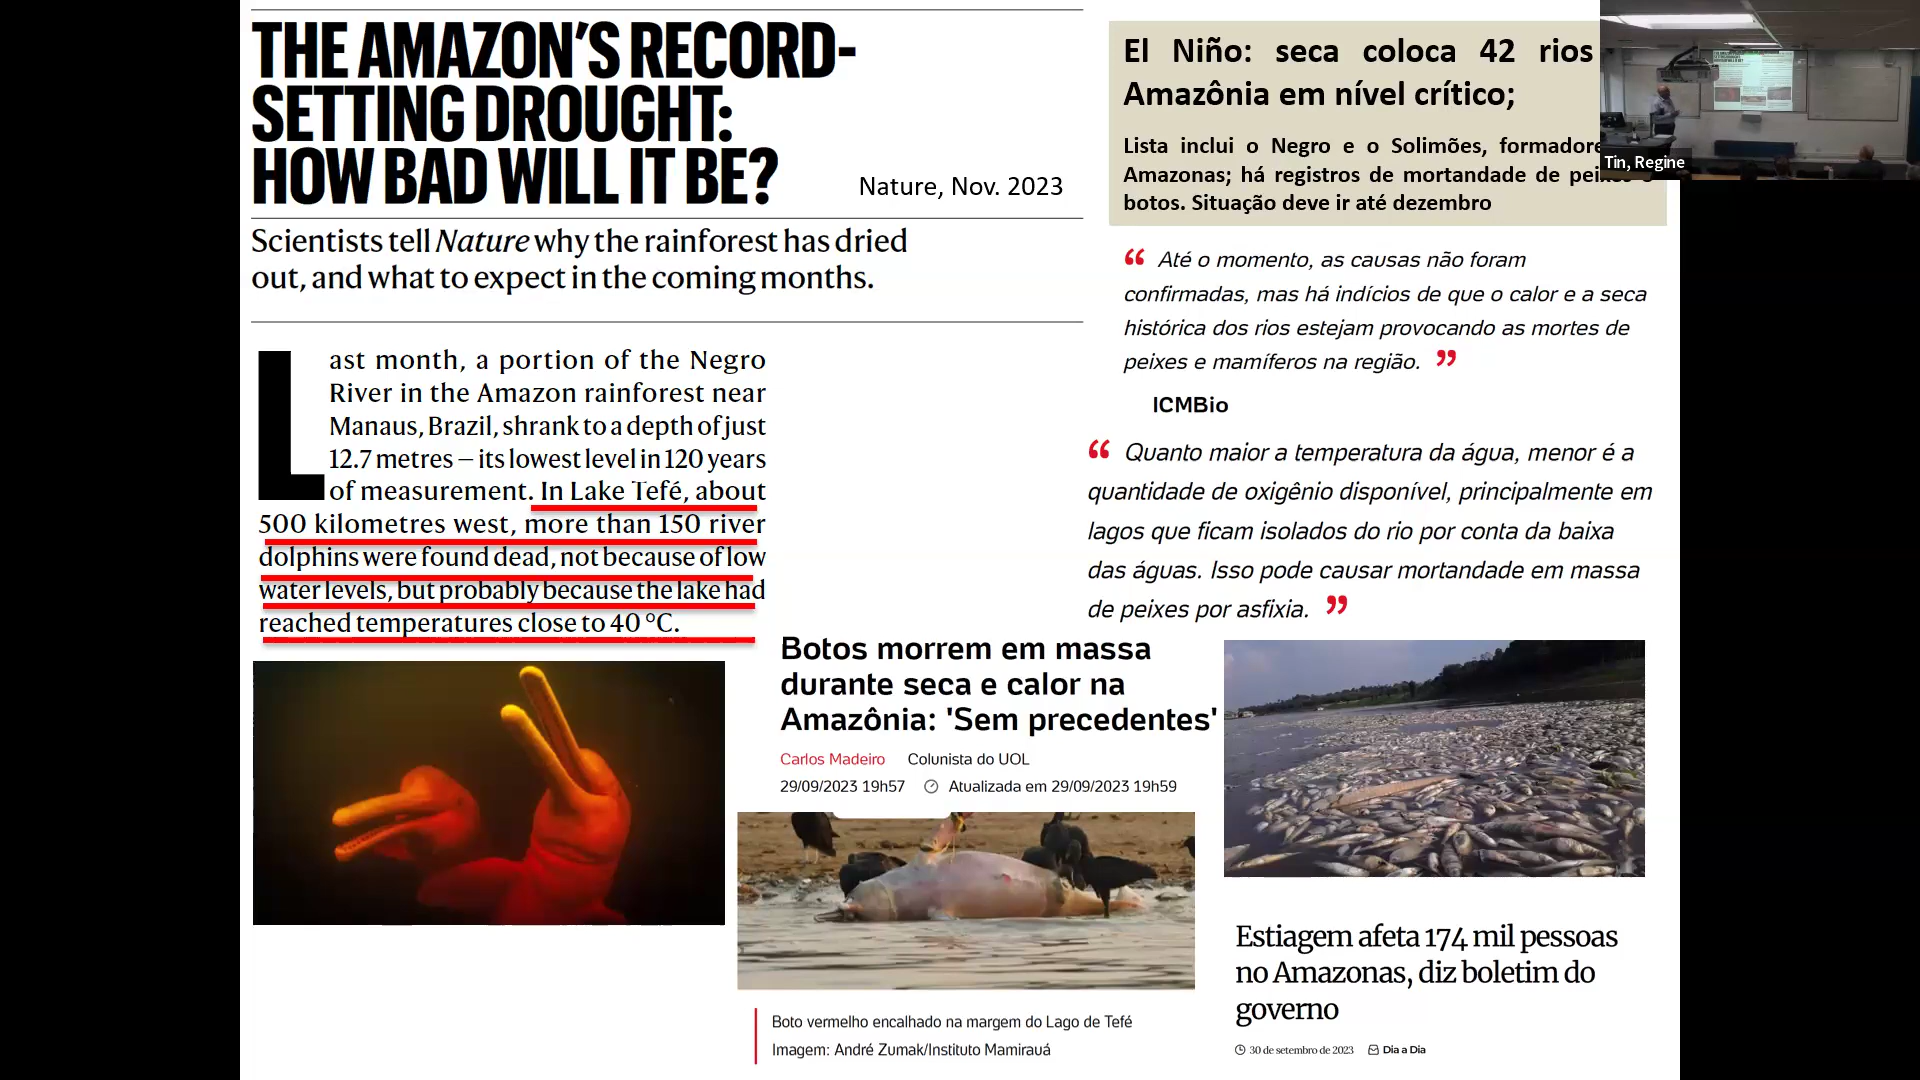 THE AMAZON'S RECORD-
SETTING DROUGHT:
HOW BAD WILL IT BE?
Nature, Nov. 2023
Scientists tell Nature why the rainforest has dried
out, and what to expect in the coming months.
Last month, a portion of the Negro
River in the Amazon rainforest near
Manaus, Brazil, shrank to a depth of just
12.7 metres – its lowest level in 120 years
of measurement. In Lake Tefé, about
500 kilometres west, more than 150 river
dolphins were found dead, not because of low
water levels, but probably because the lake had
reached temperatures close to 40 °C.
El Niño: seca coloca 42 rios
Amazônia em nível crítico;
Lista inclui o Negro e o Solimões,
Amazonas; há registros de mortandade de
botos. Situação deve ir até dezembro
Tin, Regine
“ Até o momento, as causas não foram
confirmadas, mas há indícios de que o calor e a seca
histórica dos rios estejam provocando as mortes de
peixes e mamíferos na região. ”
ICMBio
“ Quanto maior a temperatura da água, menor é a
quantidade de oxigênio disponível, principalmente em
lagos que ficam isolados do rio por conta da baixa
das águas. Isso pode causar mortandade em massa
de peixes por asfixia. ”
Botos morrem em massa
durante seca e calor na
Amazônia: 'Sem precedentes'
Carlos Madeiro Colunista do UOL
29/09/2023 19h57 Atualizada em 29/09/2023 19h59
Boto vermelho encalhado na margem do Lago de Tefé
Imagem: André Zumak/Instituto Mamirauá
Estiagem afeta 174 mil pessoas
no Amazonas, diz boletim do
governo
30 de setembro de 2023 Dia a Dia